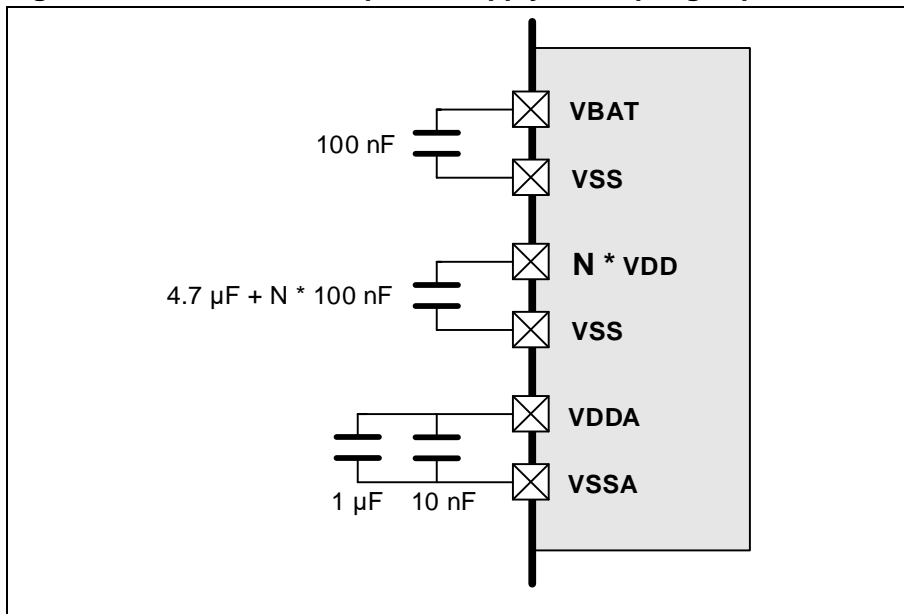 VBAT
100 nF
VSS
N * VDD
4.7 µF + N * 100 nF
VSS
VDDA
VSSA
1 µF 10 nF